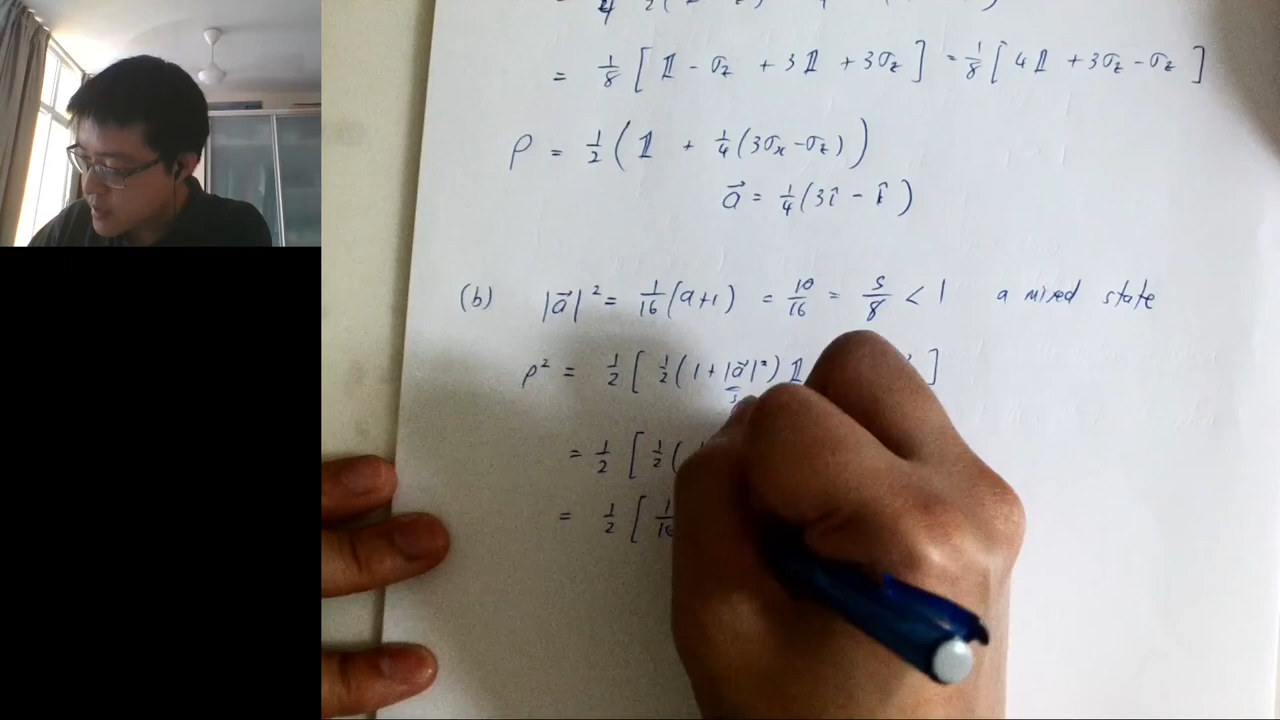 = 1/8 [ 𝟙 - σz + 3𝟙 + 3σz ] = 1/8 [ 4𝟙 + 3σz - σz ]
ρ = 1/2 ( 𝟙 + 1/4 (3σx - σz) )
a⃗ = 1/4 (3î - k̂ )
(b) |a⃗|² = 1/16 (9+1) = 10/16 = 5/8 < 1 a mixed state
ρ² = 1/2 [ 1/2 ( 1 + |a⃗|² ) 𝟙 ]
= 1/2 [ 1/2 (
= 1/2 [